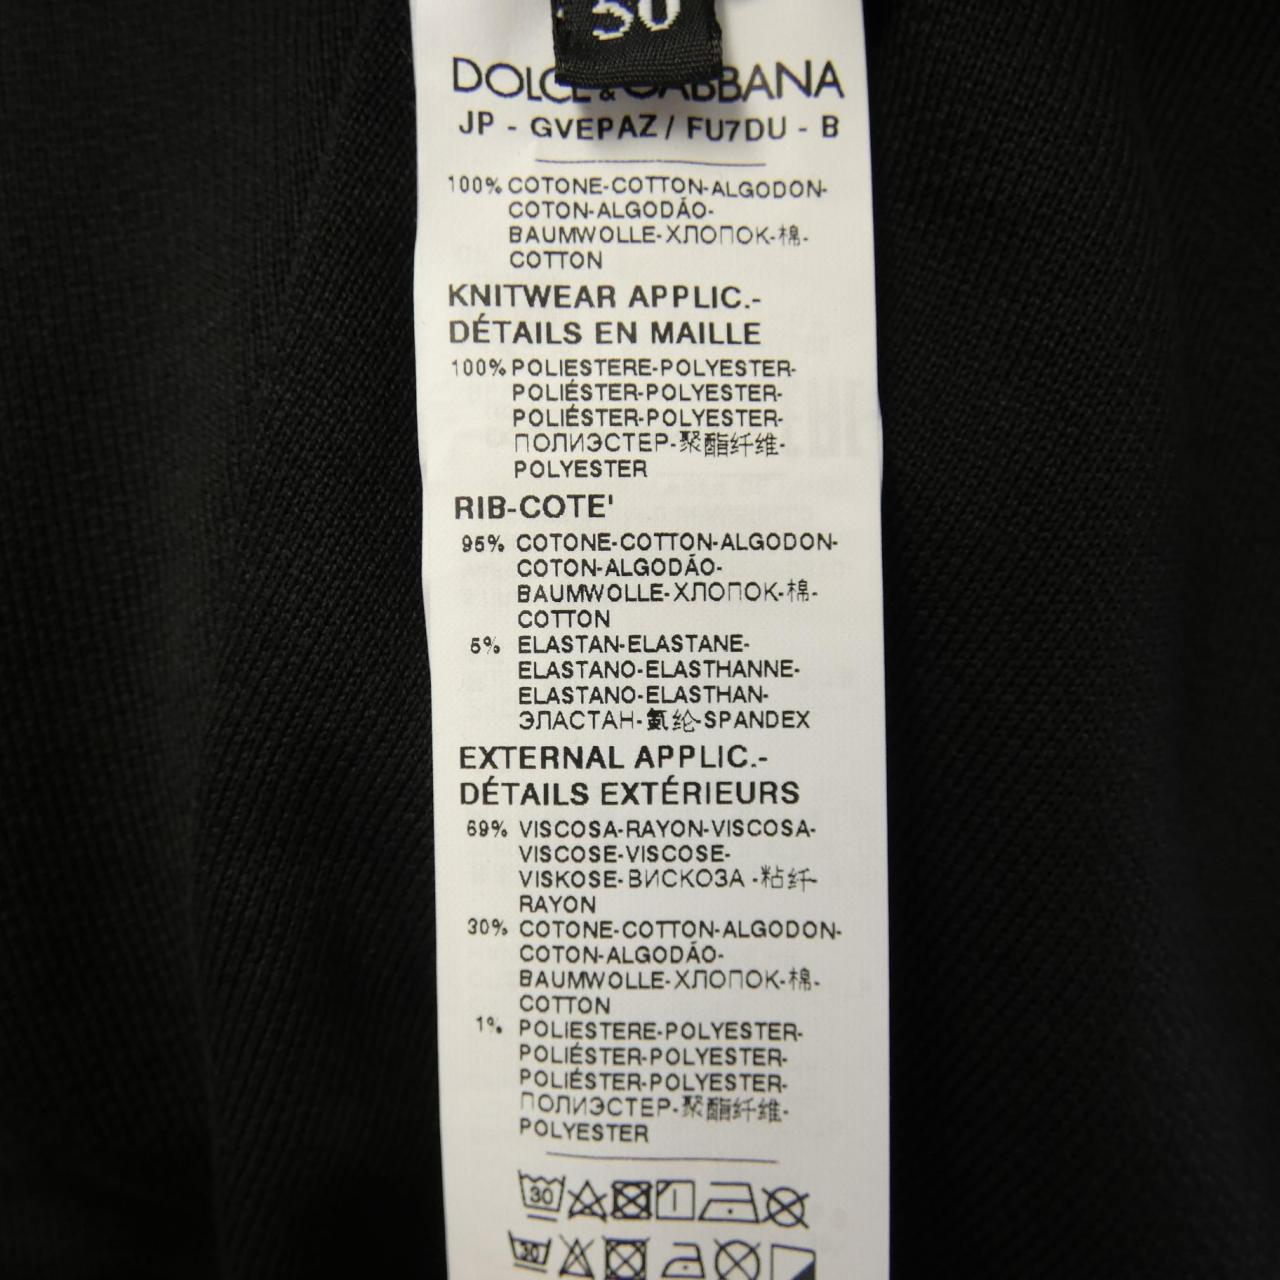 50
DOLCE & GABBANA
JP - GVEPAZ / FU7DU - B
100% COTONE-COTTON-ALGODON-
COTON-ALGODÃO-
BAUMWOLLE-ХЛОПОК-棉-
COTTON
KNITWEAR APPLIC.-
DÉTAILS EN MAILLE
100% POLIESTERE-POLYESTER-
POLIÉSTER-POLYESTER-
POLIÉSTER-POLYESTER-
ПОЛИЭСТЕР-聚酯纤维-
POLYESTER
RIB-COTE'
95% COTONE-COTTON-ALGODON-
COTON-ALGODÃO-
BAUMWOLLE-ХЛОПОК-棉-
COTTON
5% ELASTAN-ELASTANE-
ELASTANO-ELASTHANNE-
ELASTANO-ELASTHAN-
ЭЛАСТАН-氨纶-SPANDEX
EXTERNAL APPLIC.-
DÉTAILS EXTÉRIEURS
69% VISCOSA-RAYON-VISCOSA-
VISCOSE-VISCOSE-
VISKOSE-ВИСКОЗА -粘纤-
RAYON
30% COTONE-COTTON-ALGODON-
COTON-ALGODÃO-
BAUMWOLLE-ХЛОПОК-棉-
COTTON
1% POLIESTERE-POLYESTER-
POLIÉSTER-POLYESTER-
POLIÉSTER-POLYESTER-
ПОЛИЭСТЕР-聚酯纤维-
POLYESTER
30
30